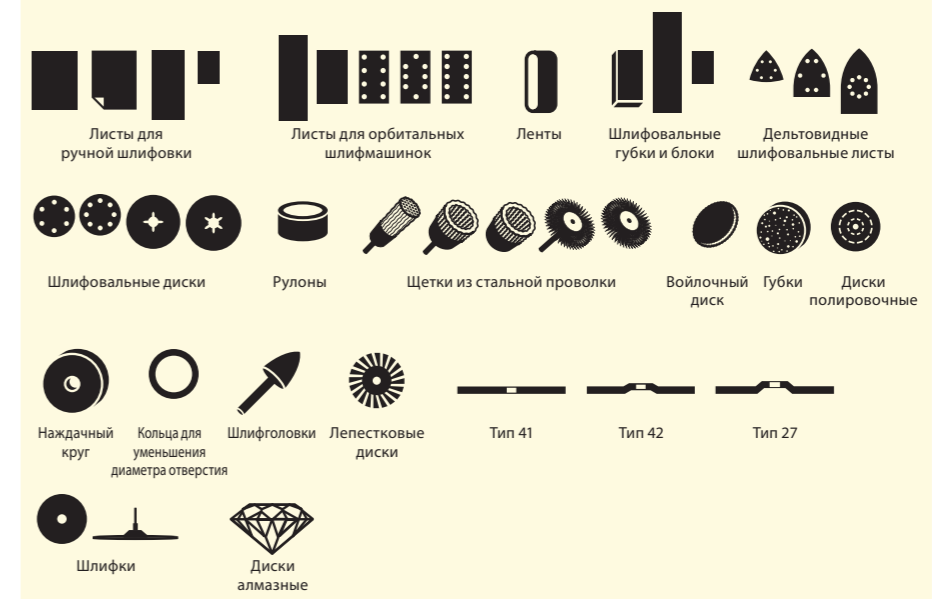 Листы для
ручной шлифовки
Листы для орбитальных
шлифмашинок
Ленты
Шлифовальные
губки и блоки
Дельтовидные
шлифовальные листы
Шлифовальные диски
Рулоны
Щетки из стальной проволки
Войлочный
диск
Губки
Диски
полировочные
Наждачный
круг
Кольца для
уменьшения
диаметра отверстия
Шлифголовки
Лепестковые
диски
Тип 41
Тип 42
Тип 27
Шлифки
Диски
алмазные